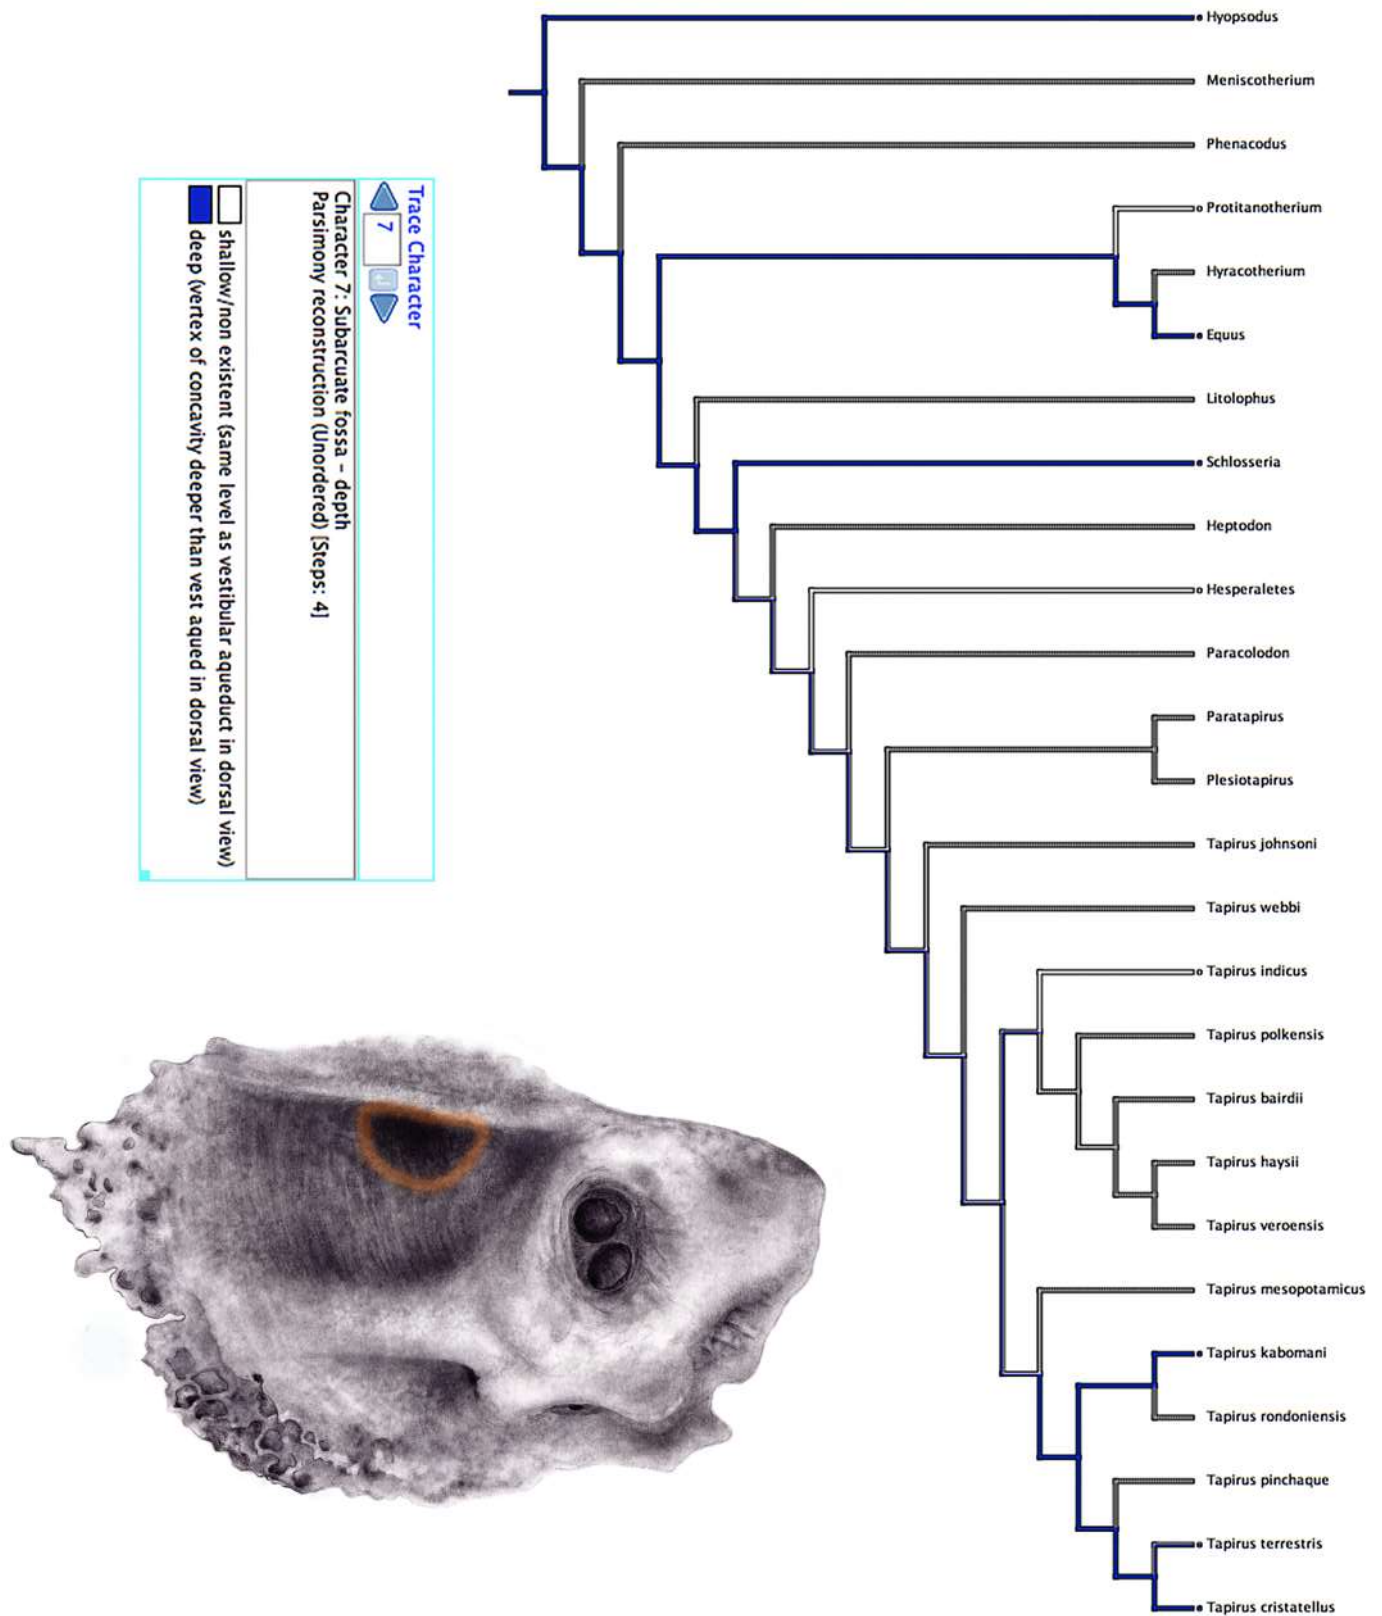 Hyopsodus
Meniscotherium
Phenacodus
Protitanotherium
Hyracotherium
Equus
Litolophus
Schlosseria
Heptodon
Hesperaletes
Paracolodon
Paratapirus
Plesiotapirus
Tapirus johnsoni
Tapirus webbi
Tapirus indicus
Tapirus polkensis
Tapirus bairdii
Tapirus haysii
Tapirus veroensis
Tapirus mesopotamicus
Tapirus kabomani
Tapirus rondoniensis
Tapirus pinchaque
Tapirus terrestris
Tapirus cristatellus
Trace Character
7
Character 7: Subarcuate fossa - depth
Parsimony reconstruction (Unordered) [Steps: 4]
shallow/non existent (same level as vestibular aqueduct in dorsal view)
deep (vertex of concavity deeper than vest aqued in dorsal view)